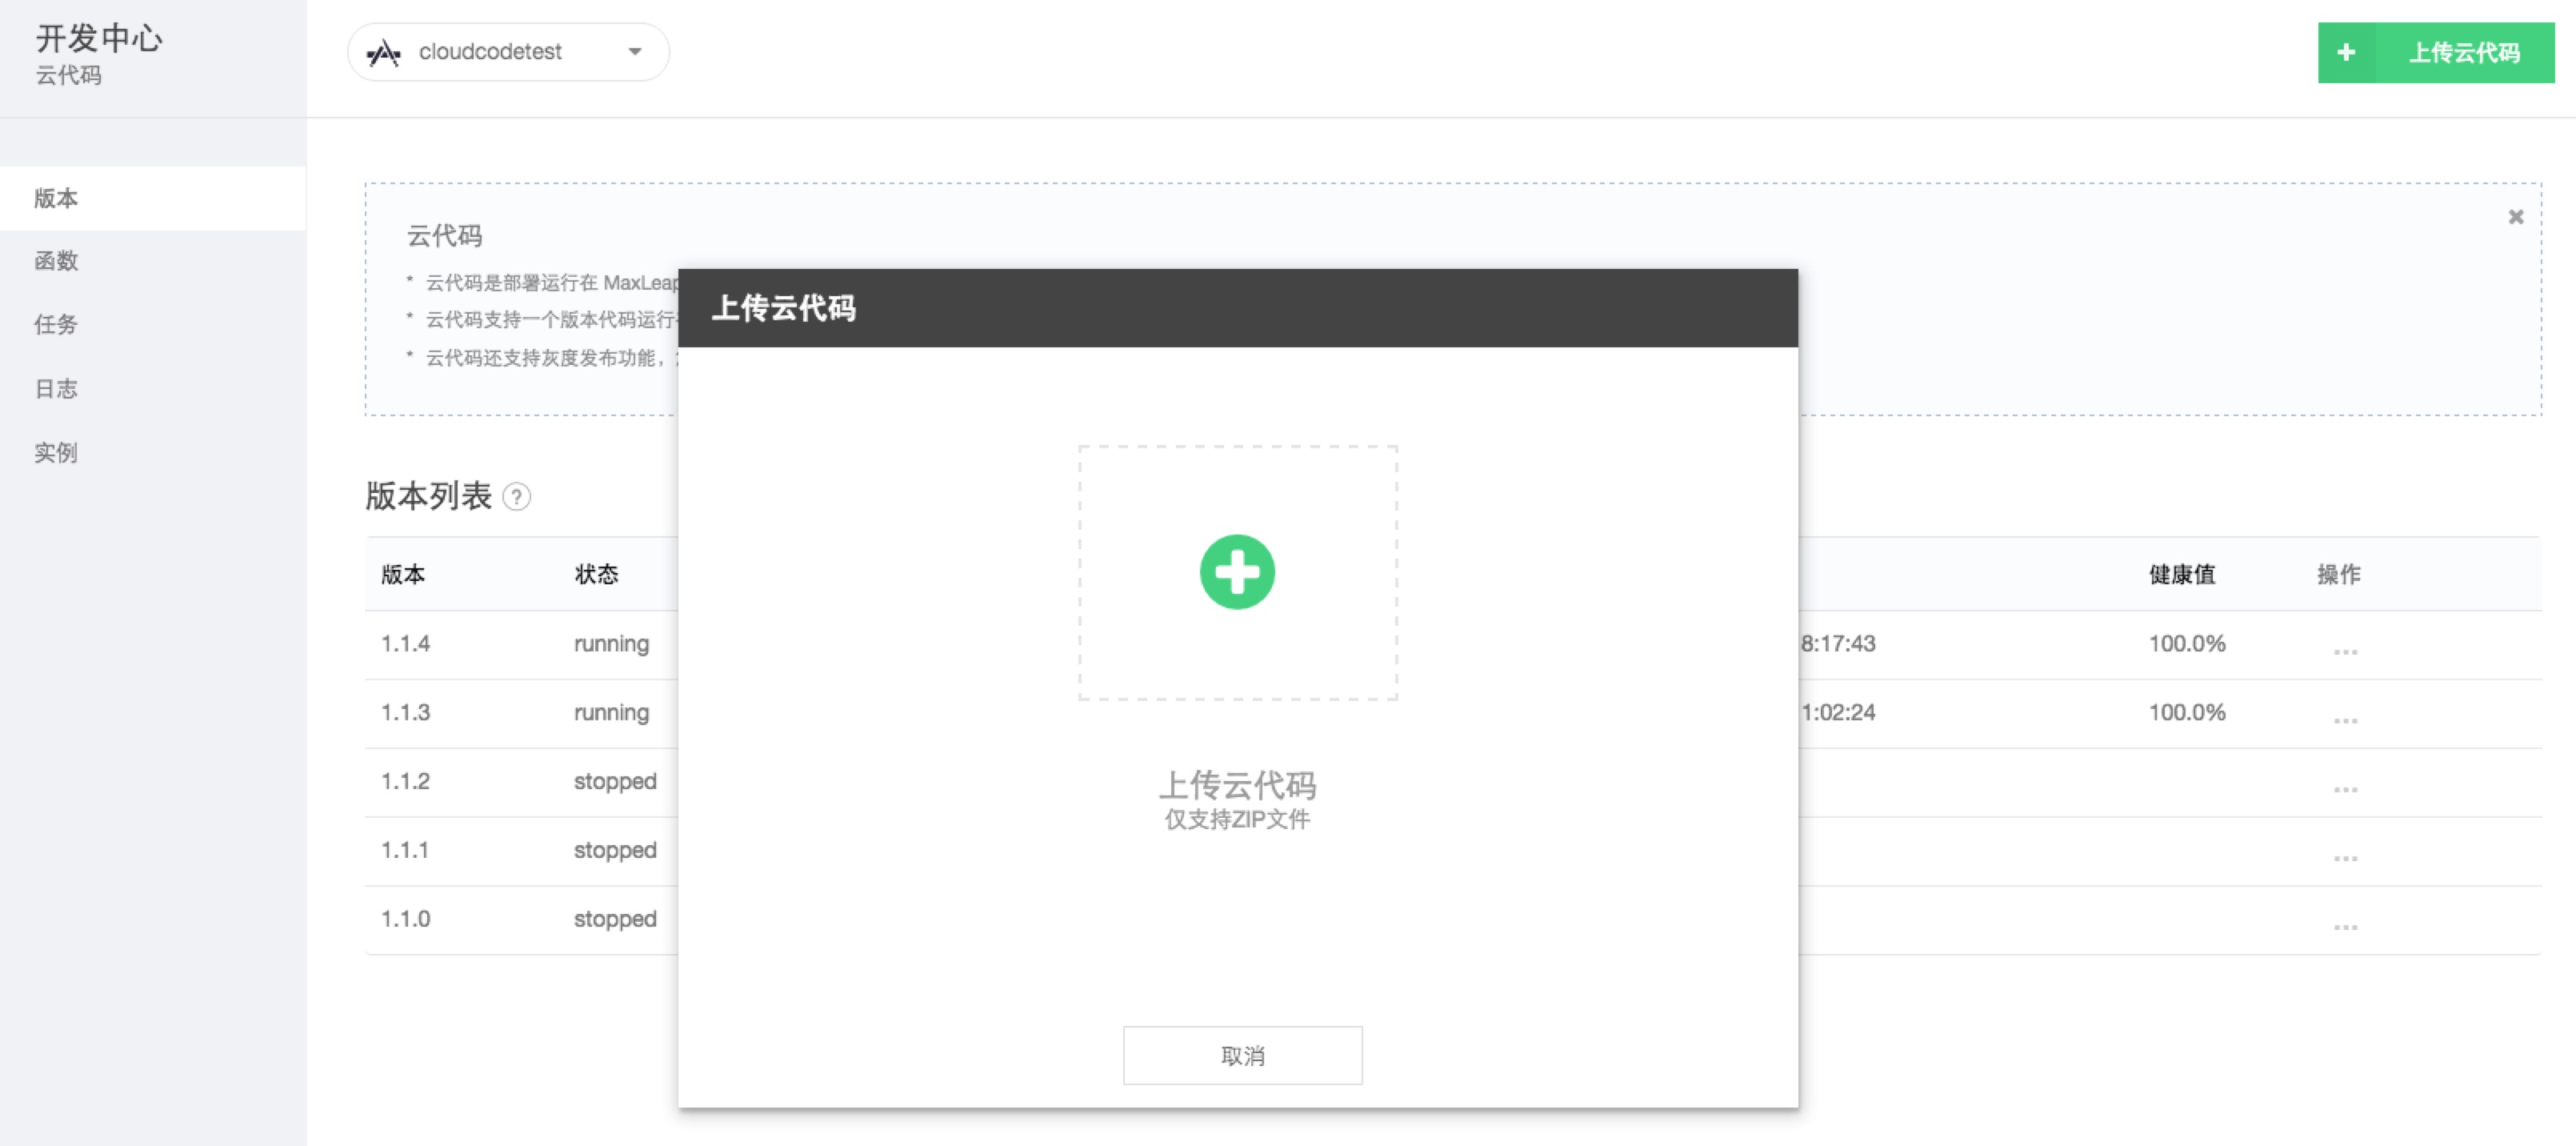 开发中心
云代码
cloudcodetest
上传云代码
版本
函数
任务
日志
实例
云代码
* 云代码是部署运行在 MaxLeap
* 云代码支持一个版本代码运行
* 云代码还支持灰度发布功能，
上传云代码
上传云代码
仅支持ZIP文件
取消
版本列表 ?
版本 状态 健康值 操作
1.1.4 running 8:17:43 100.0% ...
1.1.3 running 1:02:24 100.0% ...
1.1.2 stopped ...
1.1.1 stopped ...
1.1.0 stopped ...